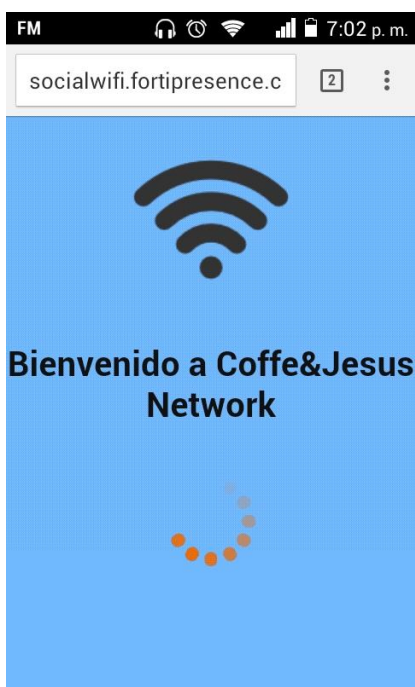 FM
7:02 p. m.
socialwifi.fortipresence.c
2
Bienvenido a Coffe&Jesus
Network